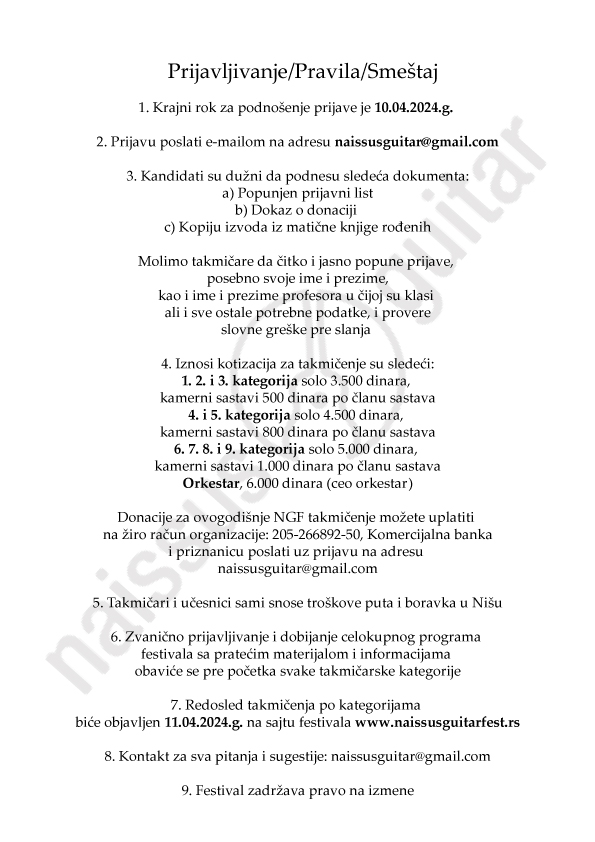 Prijavljivanje/Pravila/Smeštaj
1. Krajni rok za podnošenje prijave je 10.04.2024.g.
2. Prijavu poslati e-mailom na adresu naissusguitar@gmail.com
3. Kandidati su dužni da podnesu sledeća dokumenta:
a) Popunjen prijavni list
b) Dokaz o donaciji
c) Kopiju izvoda iz matične knjige rođenih
Molimo takmičare da čitko i jasno popune prijave,
posebno svoje ime i prezime,
kao i ime i prezime profesora u čijoj su klasi
ali i sve ostale potrebne podatke, i provere
slovne greške pre slanja
4. Iznosi kotizacija za takmičenje su sledeći:
1. 2. i 3. kategorija solo 3.500 dinara,
kamerni sastavi 500 dinara po članu sastava
4. i 5. kategorija solo 4.500 dinara,
kamerni sastavi 800 dinara po članu sastava
6. 7. 8. i 9. kategorija solo 5.000 dinara,
kamerni sastavi 1.000 dinara po članu sastava
Orkestar, 6.000 dinara (ceo orkestar)
Donacije za ovogodišnje NGF takmičenje možete uplatiti
na žiro račun organizacije: 205-266892-50, Komercijalna banka
i priznanicu poslati uz prijavu na adresu
naissusguitar@gmail.com
5. Takmičari i učesnici sami snose troškove puta i boravka u Nišu
6. Zvanično prijavljivanje i dobijanje celokupnog programa
festivala sa pratećim materijalom i informacijama
obaviće se pre početka svake takmičarske kategorije
7. Redosled takmičenja po kategorijama
biće objavljen 11.04.2024.g. na sajtu festivala www.naissusguitarfest.rs
8. Kontakt za sva pitanja i sugestije: naissusguitar@gmail.com
9. Festival zadržava pravo na izmene
naissus guitar